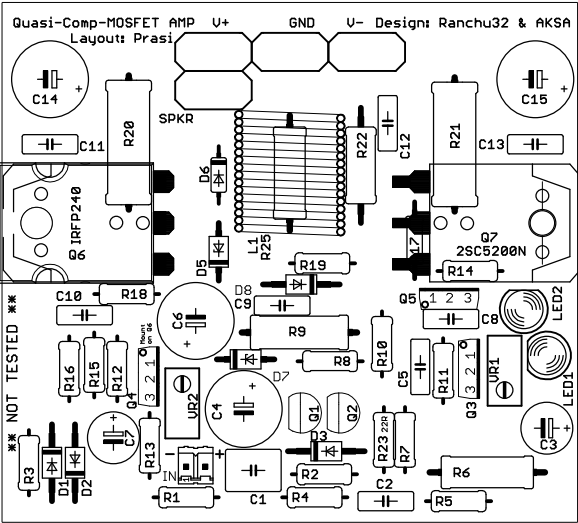 Quasi-Comp-MOSFET AMP V+ GND V- Design: Ranchu32 & AKSA
Layout: Prasi
C14 +
R20
SPKR
R22
C12
R21
C15 +
C11
C13
D6
IRFP240
Q6
L1
R25
17
Q7
2SC5200N
D5
R19
R14
R18
D8
C10
C9
Q5
1 2 3
LED2
C6
+
R9
C8
** NOT TESTED **
Mount on Q6
R16
R15
R12
3 2 1
Q4
D7
R8
R10
C5
R11
3 2 1
Q3
VR1
LED1
VR2
C4
+
Q1
Q2
R3
D1
D2
C7
+
R13
- +
IN
D3
R23
22R
R7
C3
+
R1
C1
R2
R4
C2
R6
R5